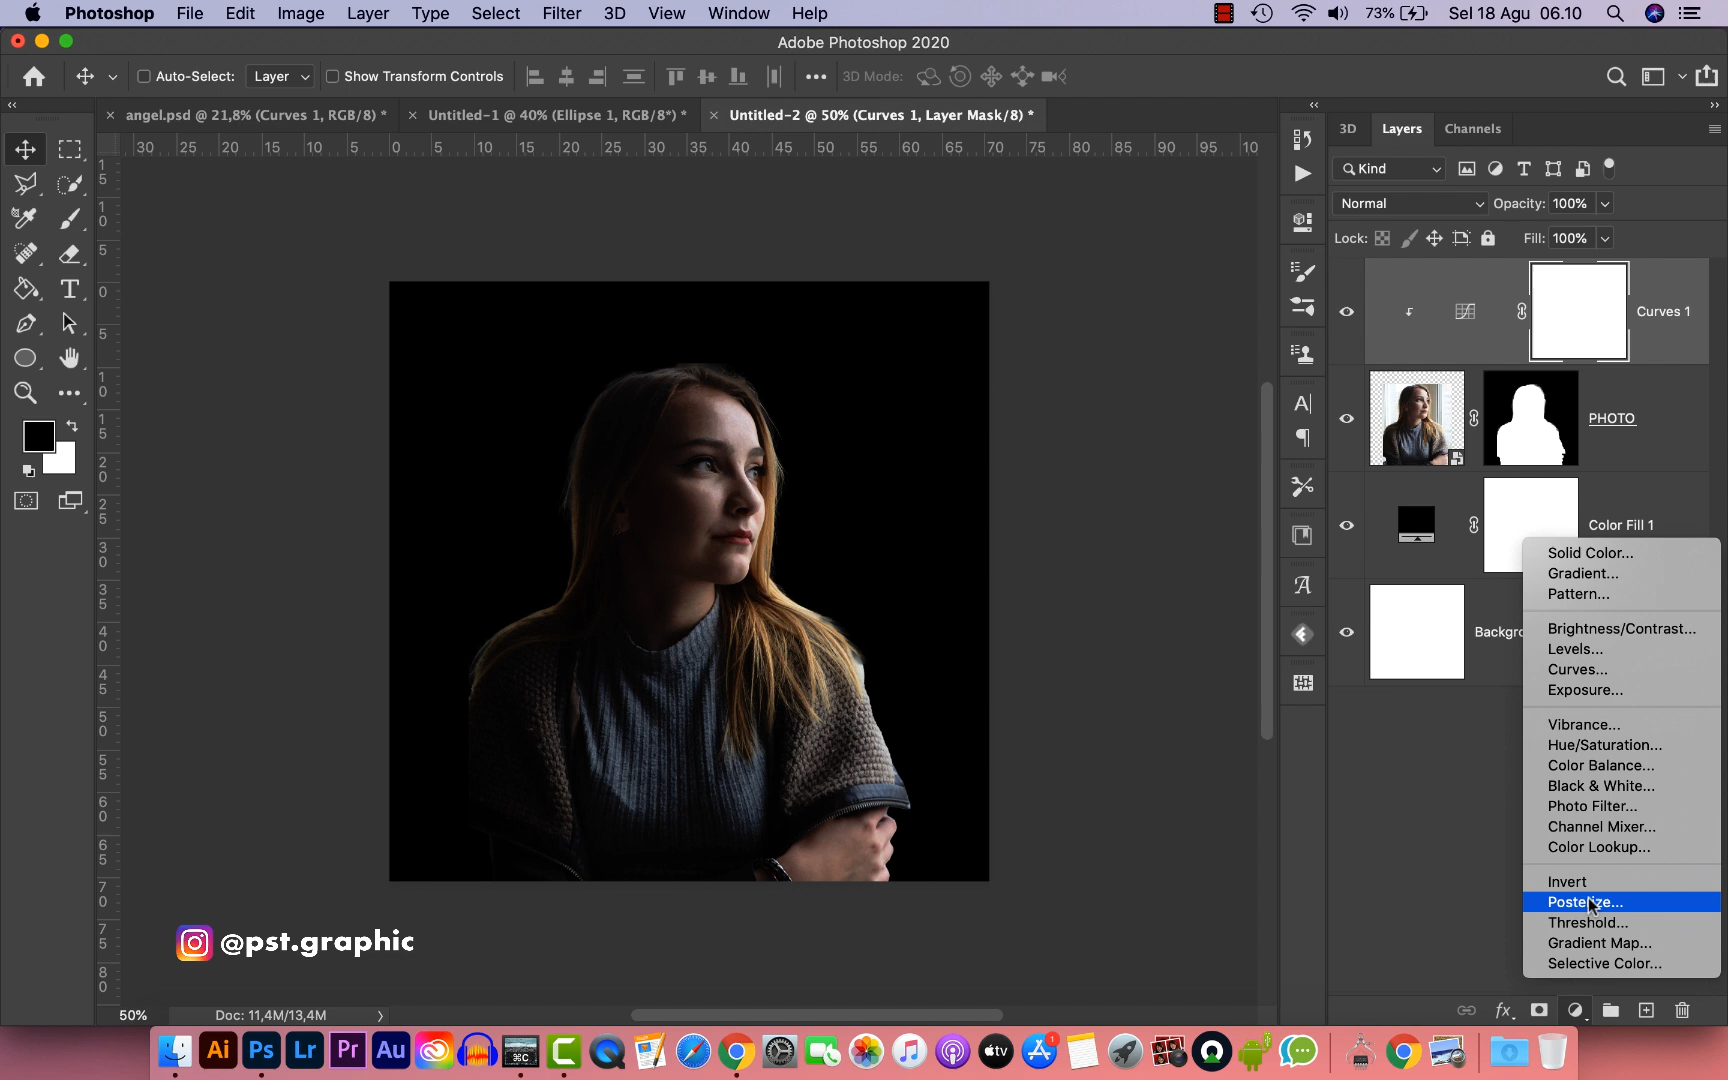 Photoshop File Edit Image Layer Type Select Filter 3D View Window Help 73% Sel 18 Agu 06.10
Adobe Photoshop 2020
Auto-Select: Layer Show Transform Controls 3D Mode:
angel.psd @ 21,8% (Curves 1, RGB/8) * Untitled-1 @ 40% (Ellipse 1, RGB/8*) * Untitled-2 @ 50% (Curves 1, Layer Mask/8) *
3D Layers Channels
30 25 20 15 10 5 0 5 10 15 20 25 30 35 40 45 50 55 60 65 70 75 80 85 90 95 10
Kind
Normal Opacity: 100%
Lock: Fill: 100%
Curves 1
PHOTO
Color Fill 1
Backgro
Solid Color...
Gradient...
Pattern...
Brightness/Contrast...
Levels...
Curves...
Exposure...
Vibrance...
Hue/Saturation...
Color Balance...
Black & White...
Photo Filter...
Channel Mixer...
Color Lookup...
Invert
Posterize...
Threshold...
Gradient Map...
Selective Color...
@pst.graphic
50% Doc: 11,4M/13,4M
Ai Ps Lr Pr Au